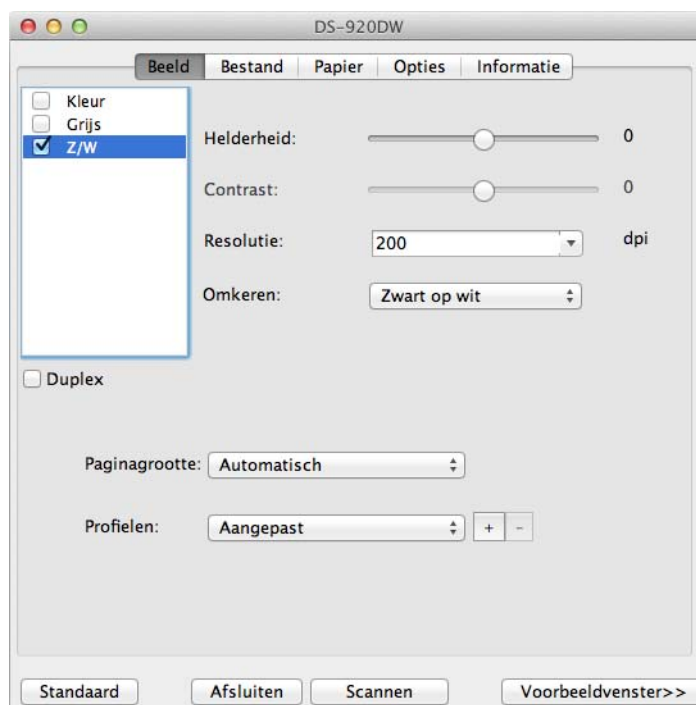 DS-920DW
Beeld Bestand Papier Opties Informatie
Kleur
Grijs
Z/W
Helderheid: 0
Contrast: 0
Resolutie: 200 dpi
Omkeren: Zwart op wit
Duplex
Paginagrootte: Automatisch
Profielen: Aangepast + -
Standaard Afsluiten Scannen Voorbeeldvenster>>